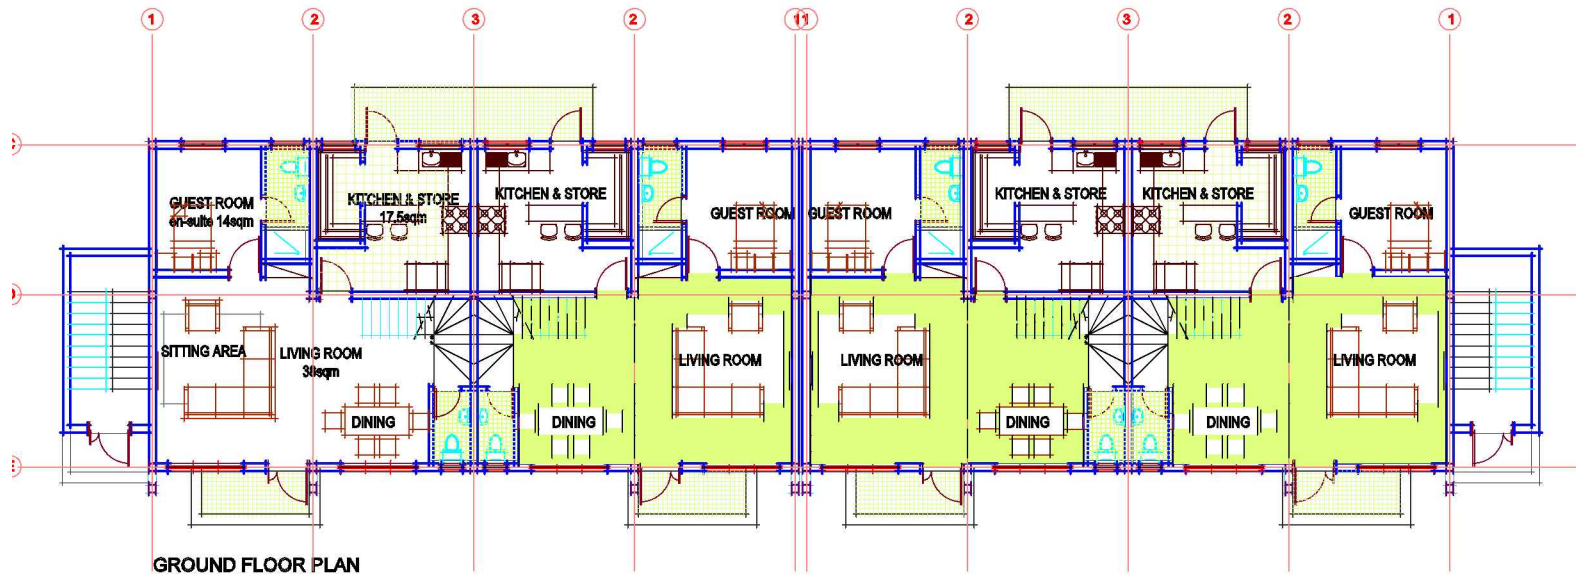 1 2 3 2 1 1 2 3 2 1
GUEST ROOM
en-suite 14sqm
KITCHEN & STORE
17.5sqm
KITCHEN & STORE
GUEST ROOM
GUEST ROOM
KITCHEN & STORE
KITCHEN & STORE
GUEST ROOM
SITTING AREA
LIVING ROOM
38sqm
LIVING ROOM
LIVING ROOM
LIVING ROOM
DINING
DINING
DINING
DINING
GROUND FLOOR PLAN